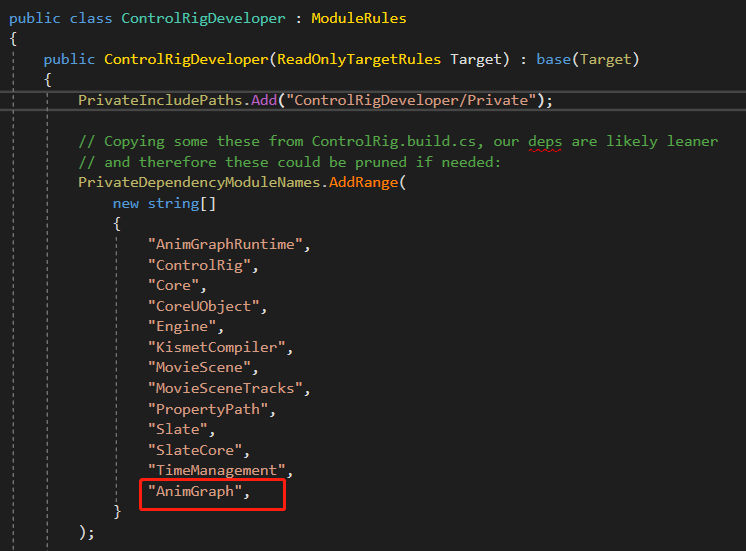 public class ControlRigDeveloper : ModuleRules
{
public ControlRigDeveloper(ReadOnlyTargetRules Target) : base(Target)
{
PrivateIncludePaths.Add("ControlRigDeveloper/Private");
// Copying some these from ControlRig.build.cs, our deps are likely leaner
// and therefore these could be pruned if needed:
PrivateDependencyModuleNames.AddRange(
new string[]
{
"AnimGraphRuntime",
"ControlRig",
"Core",
"CoreUObject",
"Engine",
"KismetCompiler",
"MovieScene",
"MovieSceneTracks",
"PropertyPath",
"Slate",
"SlateCore",
"TimeManagement",
"AnimGraph",
}
);